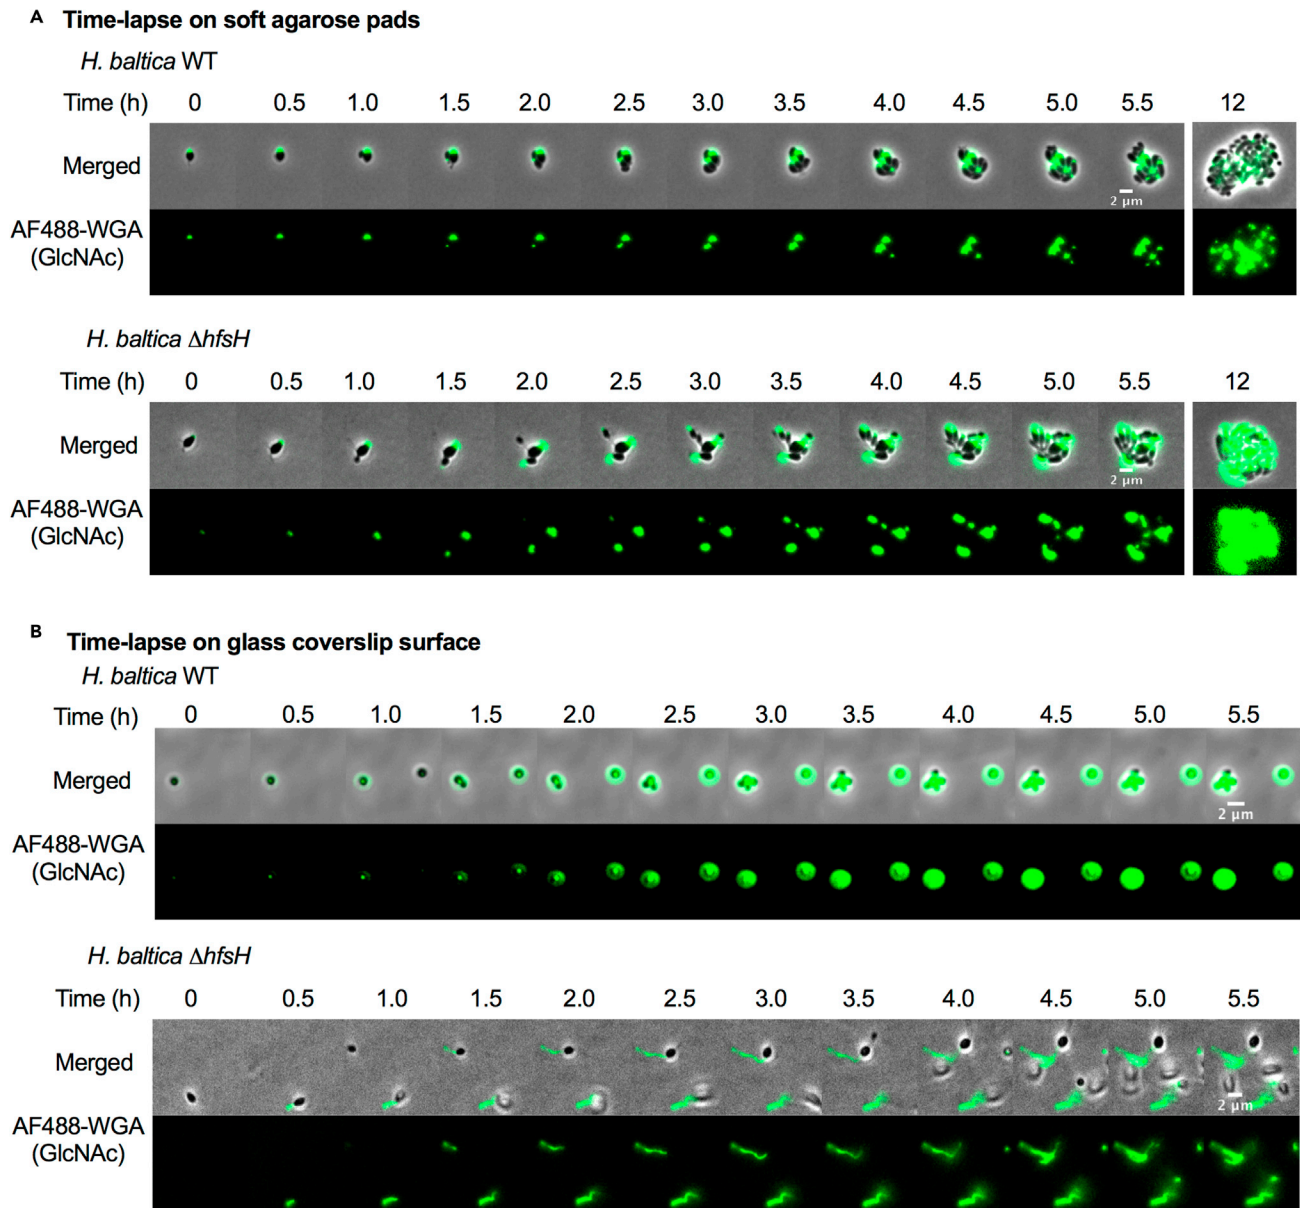 A Time-lapse on soft agarose pads
H. baltica WT
Time (h) 0 0.5 1.0 1.5 2.0 2.5 3.0 3.5 4.0 4.5 5.0 5.5 12
Merged
2 µm
AF488-WGA
(GlcNAc)
H. baltica ΔhfsH
Time (h) 0 0.5 1.0 1.5 2.0 2.5 3.0 3.5 4.0 4.5 5.0 5.5 12
Merged
2 µm
AF488-WGA
(GlcNAc)
B Time-lapse on glass coverslip surface
H. baltica WT
Time (h) 0 0.5 1.0 1.5 2.0 2.5 3.0 3.5 4.0 4.5 5.0 5.5
Merged
2 µm
AF488-WGA
(GlcNAc)
H. baltica ΔhfsH
Time (h) 0 0.5 1.0 1.5 2.0 2.5 3.0 3.5 4.0 4.5 5.0 5.5
Merged
2 µm
AF488-WGA
(GlcNAc)